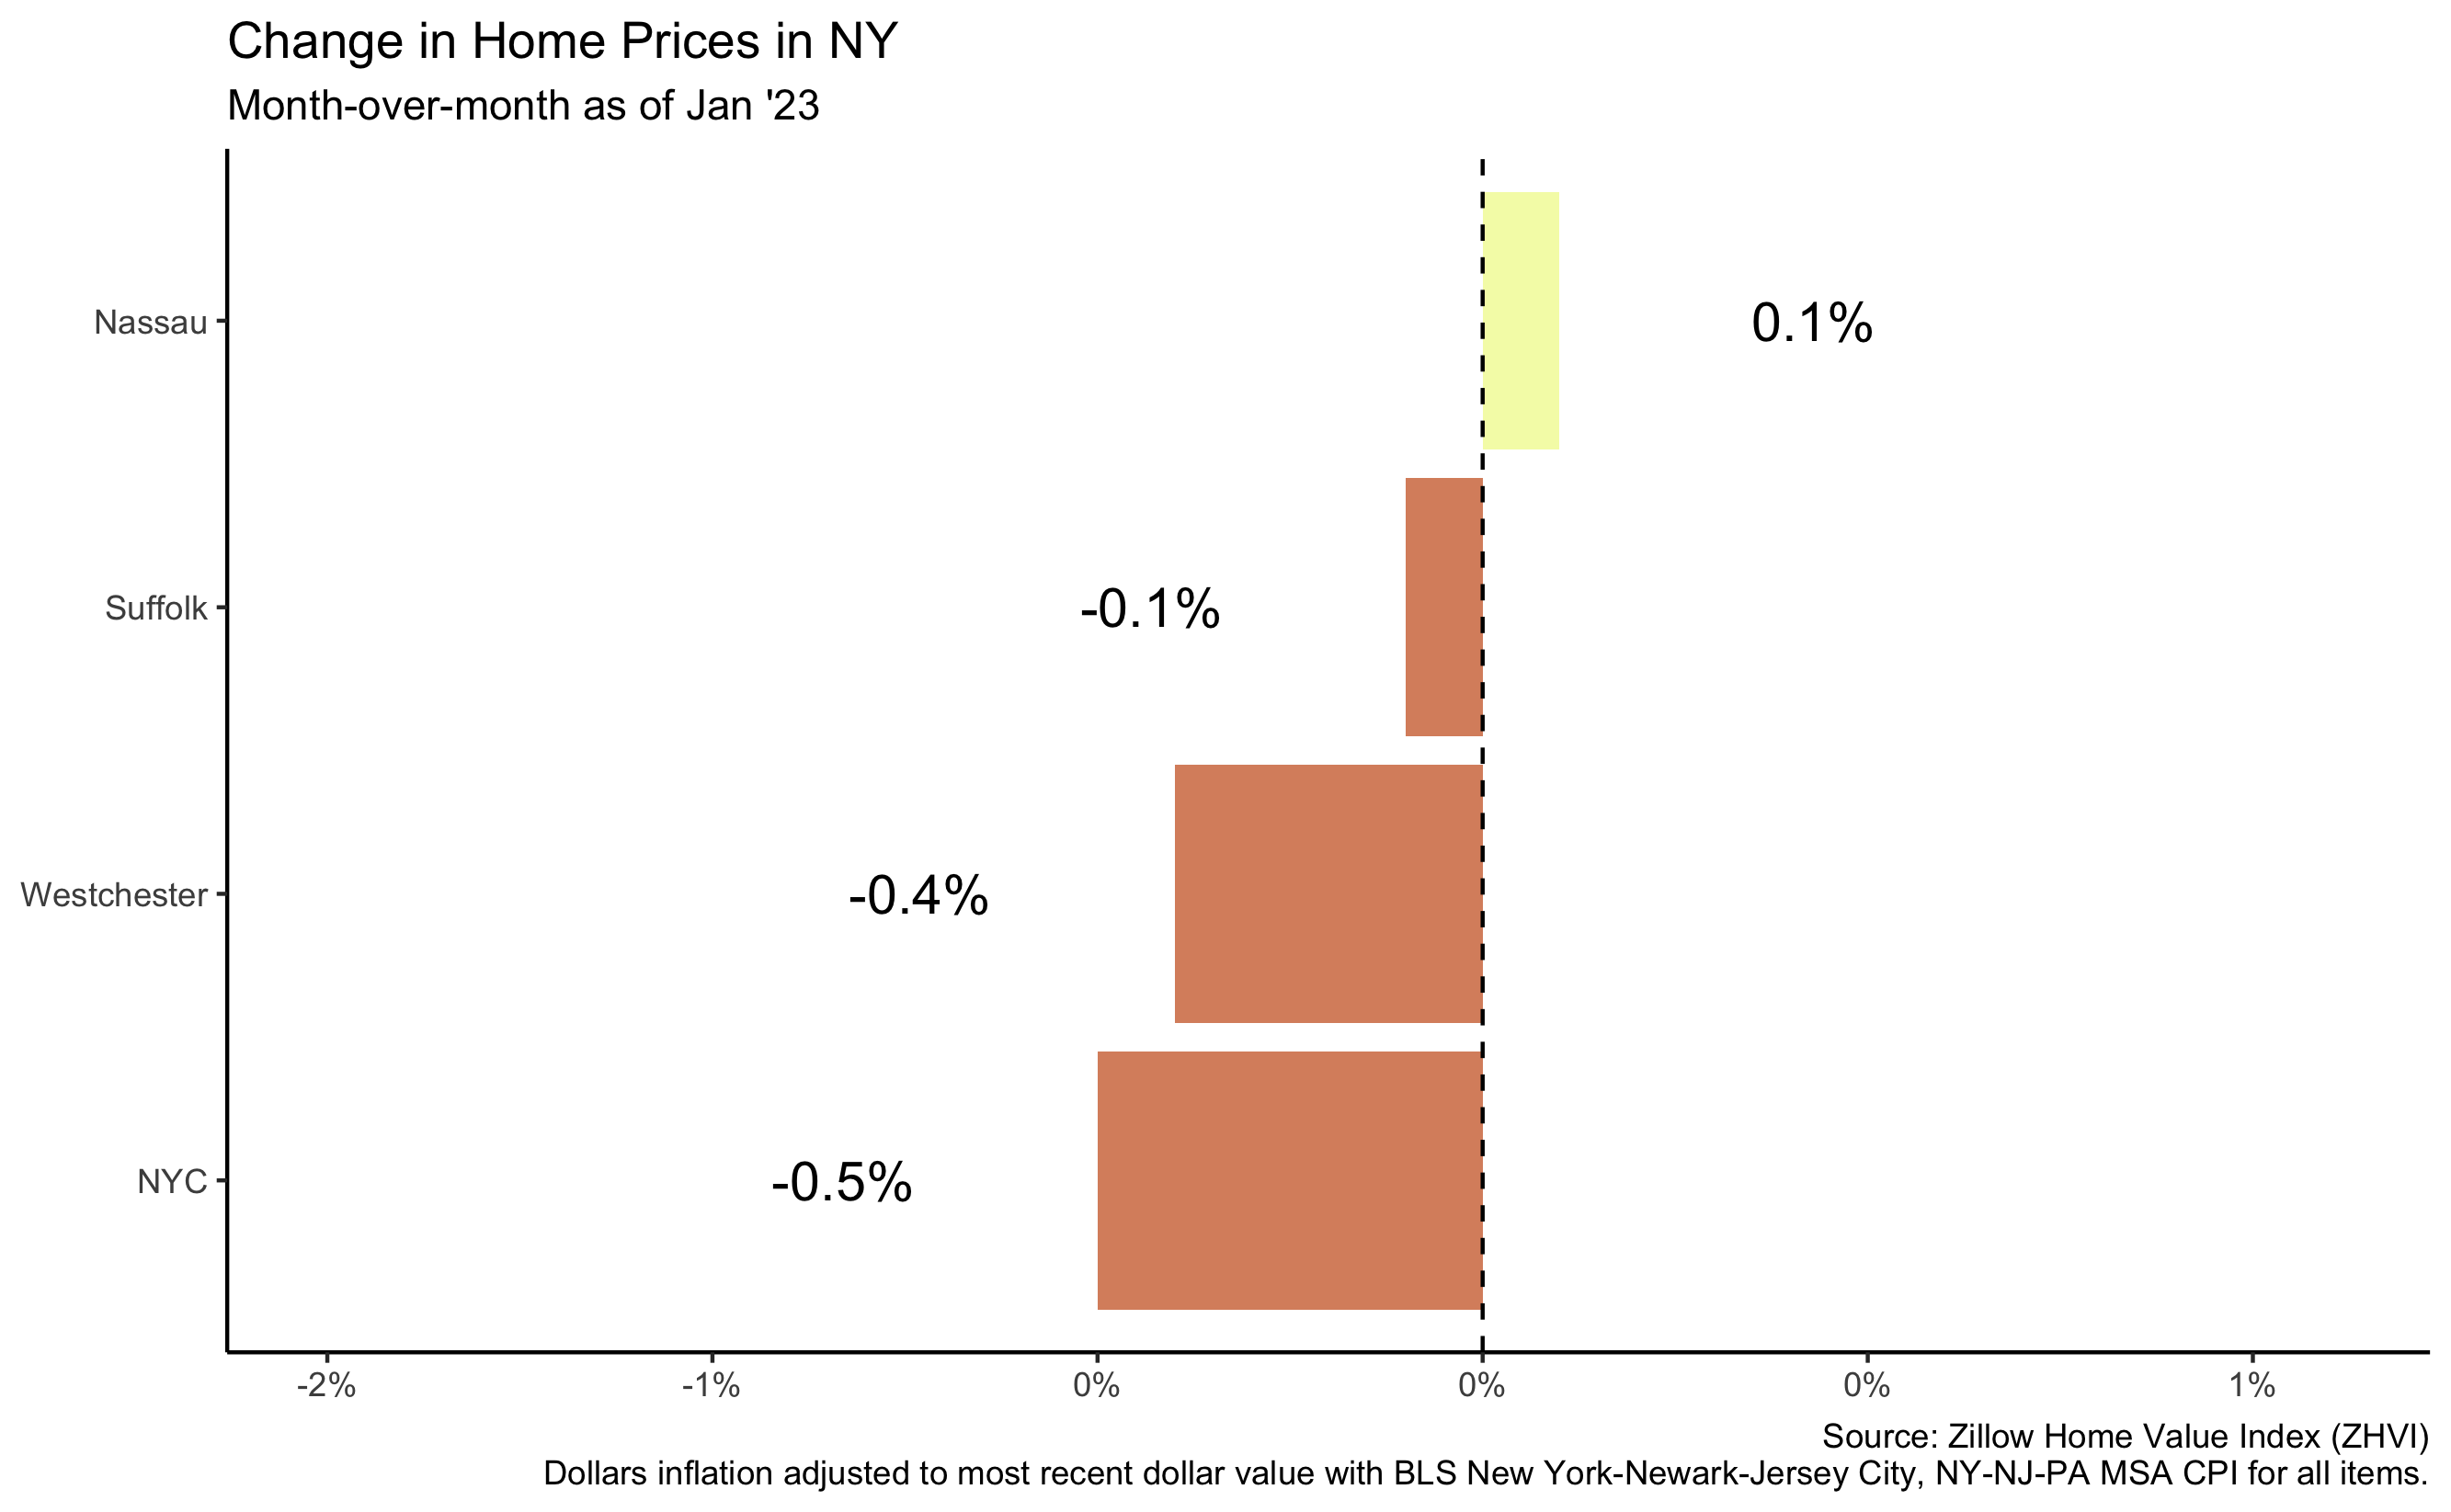 Change in Home Prices in NY
Month-over-month as of Jan '23
Nassau
0.1%
Suffolk
-0.1%
Westchester
-0.4%
NYC
-0.5%
-2%
-1%
0%
0%
0%
1%
Source: Zillow Home Value Index (ZHVI)
Dollars inflation adjusted to most recent dollar value with BLS New York-Newark-Jersey City, NY-NJ-PA MSA CPI for all items.